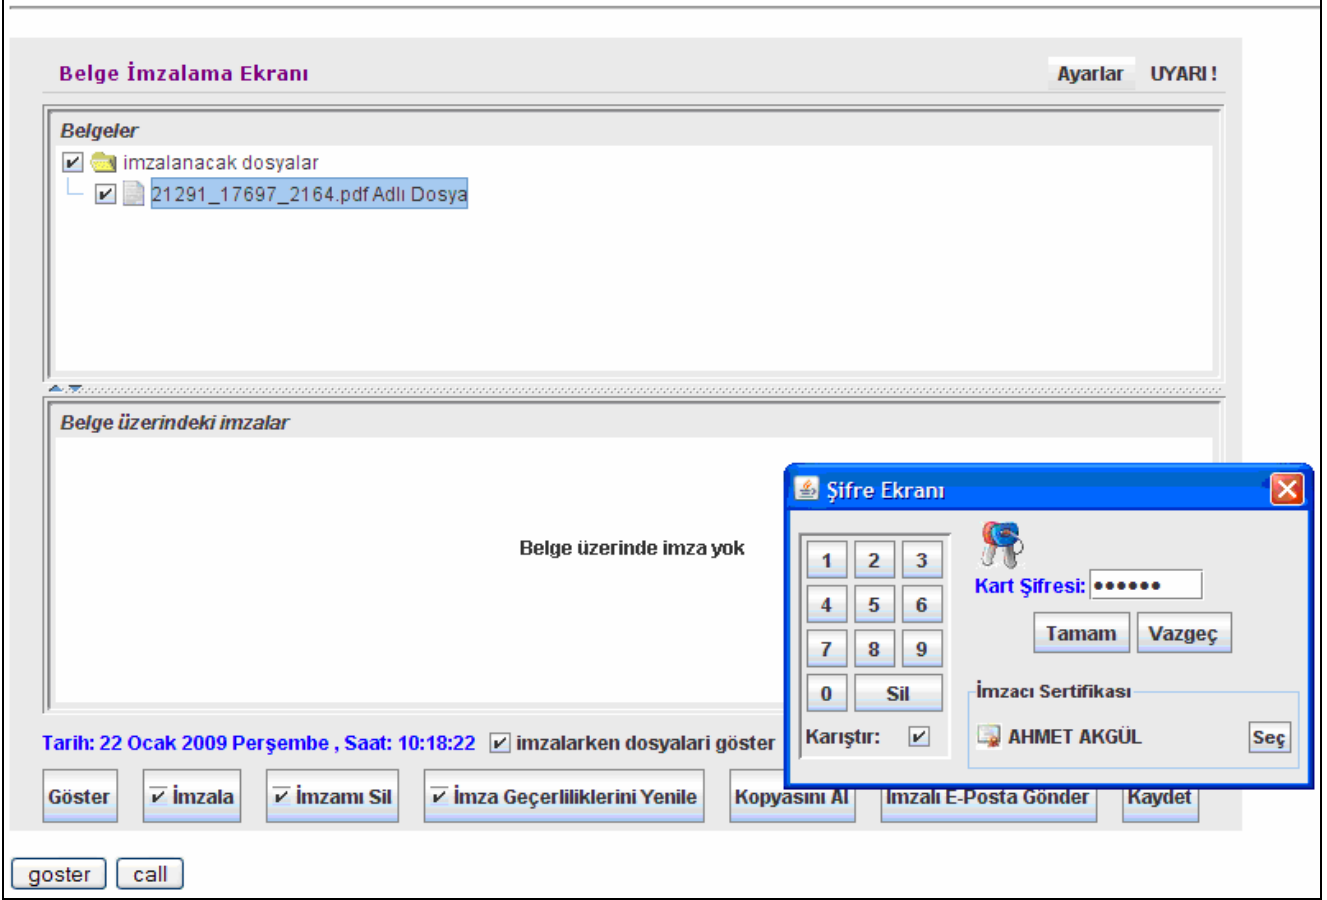 Belge İmzalama Ekranı Ayarlar UYARI !
Belgeler
imzalanacak dosyalar
21291_17697_2164.pdf Adlı Dosya
Belge üzerindeki imzalar
Belge üzerinde imza yok
Şifre Ekranı
1 2 3
4 5 6
7 8 9
0 Sil
Karıştır:
Kart Şifresi: ••••••
Tamam Vazgeç
İmzacı Sertifikası
AHMET AKGÜL Seç
Tarih: 22 Ocak 2009 Perşembe , Saat: 10:18:22 imzalarken dosyalari göster
Göster İmzala İmzamı Sil İmza Geçerliliklerini Yenile Kopyasını Al İmzalı E-Posta Gönder Kaydet
goster call